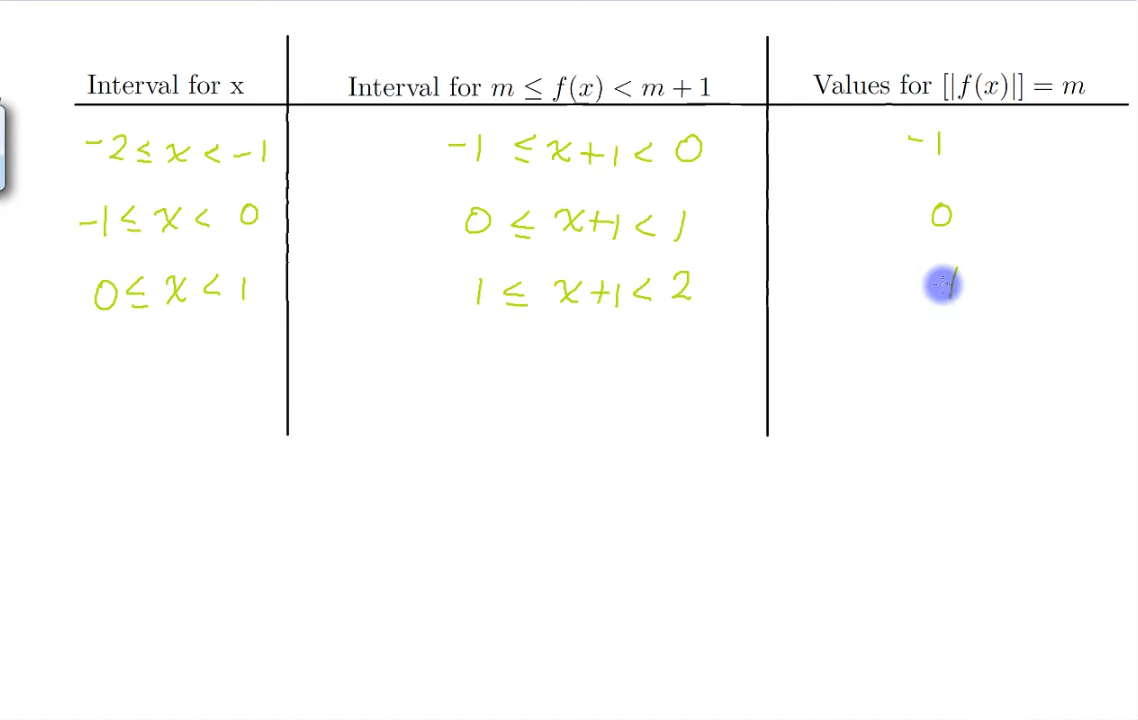 Interval for x Interval for m ≤ f(x) < m + 1 Values for [|f(x)|] = m
-2 ≤ x < -1 -1 ≤ x+1 < 0 -1
-1 ≤ x < 0 0 ≤ x+1 < 1 0
0 ≤ x < 1 1 ≤ x+1 < 2 1